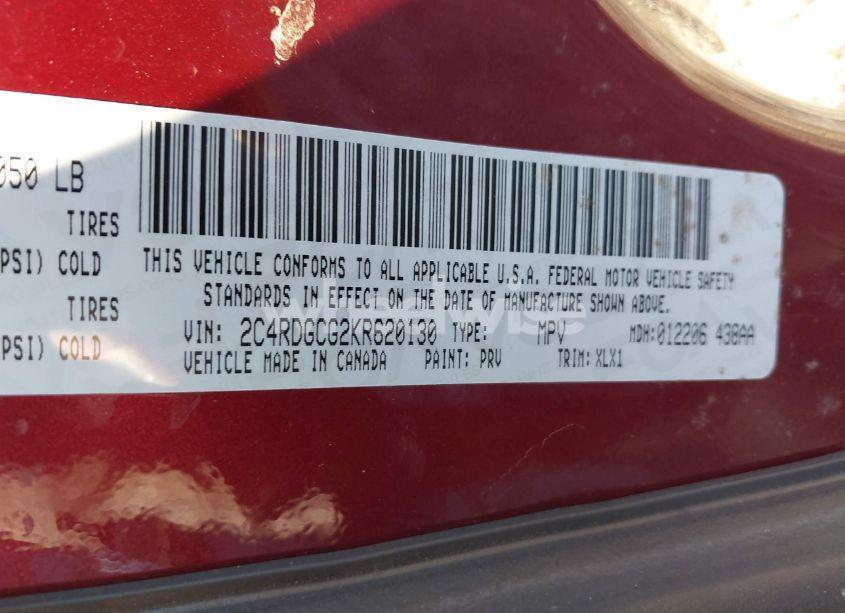 050 LB
TIRES
PSI) COLD
TIRES
PSI) COLD
THIS VEHICLE CONFORMS TO ALL APPLICABLE U.S.A. FEDERAL MOTOR VEHICLE SAFETY
STANDARDS IN EFFECT ON THE DATE OF MANUFACTURE SHOWN ABOVE.
VIN: 2C4RDGCG2KR620130 TYPE: MPV MDH:012206 438AA
VEHICLE MADE IN CANADA PAINT: PRV TRIM: XLX1